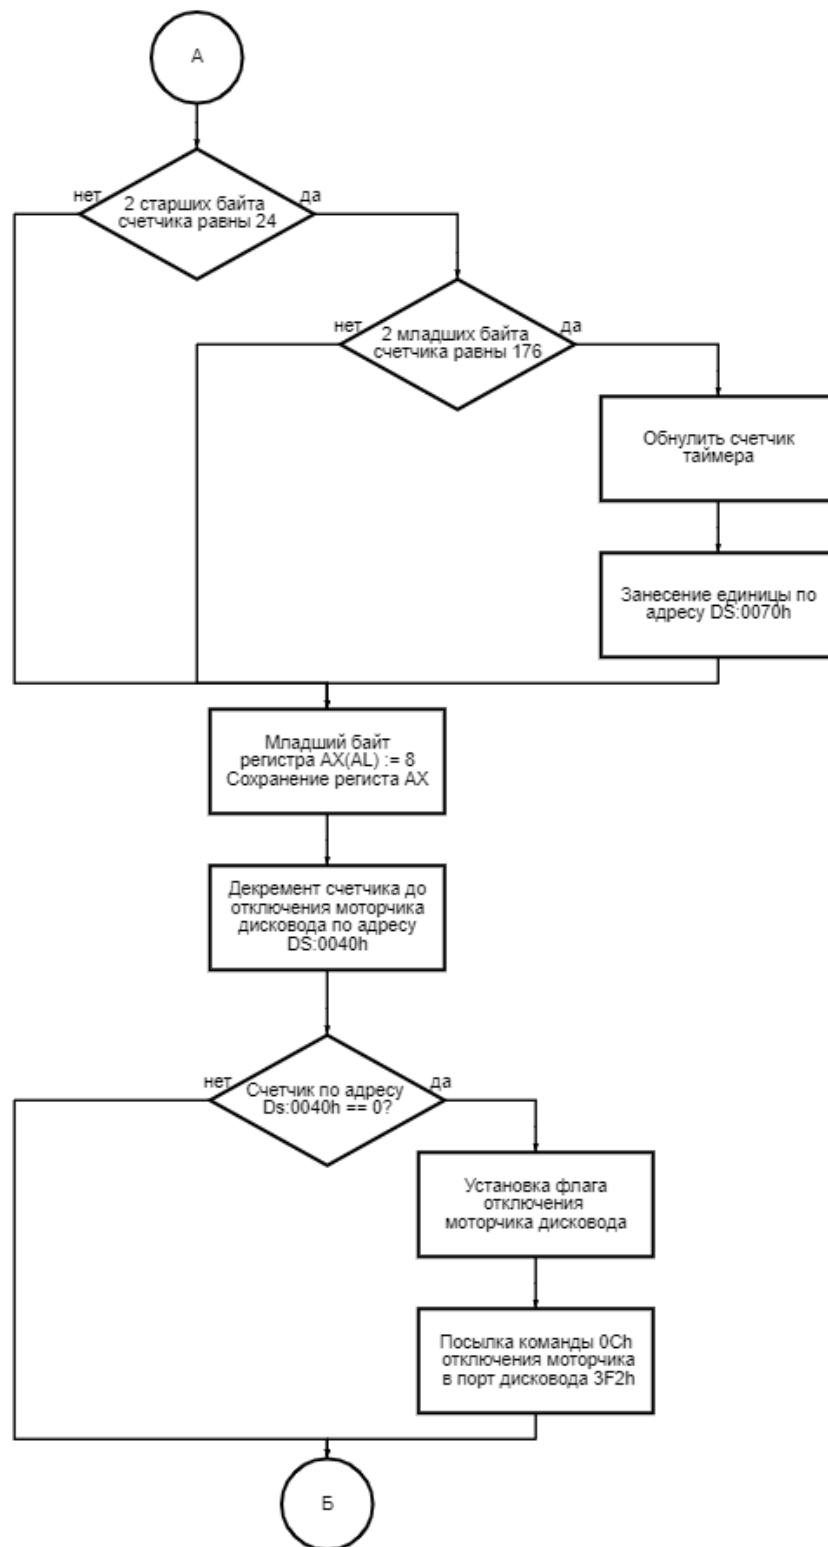 А
нет
да
2 старших байта
счетчика равны 24
нет
да
2 младших байта
счетчика равны 176
Обнулить счетчик
таймера
Занесение единицы по
адресу DS:0070h
Младший байт
регистра AX(AL) := 8
Сохранение региста AX
Декремент счетчика до
отключения моторчика
дисковода по адресу
DS:0040h
нет
да
Счетчик по адресу
Ds:0040h == 0?
Установка флага
отключения
моторчика дисковода
Посылка команды 0Ch
отключения моторчика
в порт дисковода 3F2h
Б